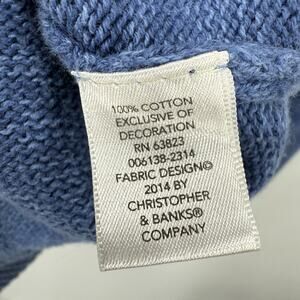 100% COTTON
EXCLUSIVE OF
DECORATION
RN 63823
006138-2314
FABRIC DESIGN©
2014 BY
CHRISTOPHER
& BANKS®
COMPANY